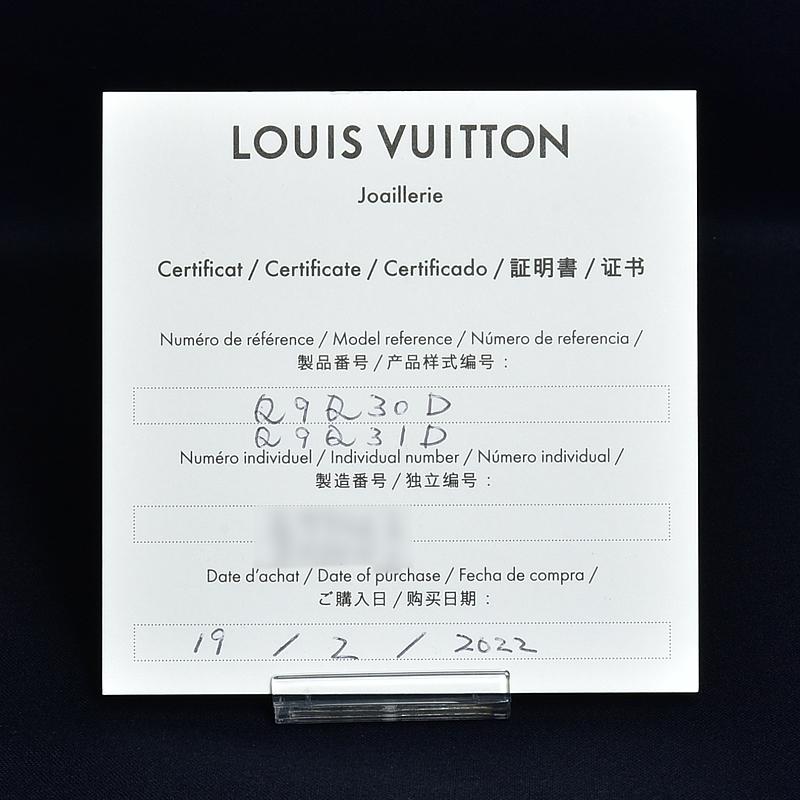 LOUIS VUITTON
Joaillerie
Certificat / Certificate / Certificado / 証明書 / 证书
Numéro de référence / Model reference / Número de referencia /
製品番号 / 产品样式编号 :
Q9Q30D
Q9Q31D
Numéro individuel / Individual number / Número individual /
製造番号 / 独立编号 :
Date d'achat / Date of purchase / Fecha de compra /
ご購入日 / 购买日期 :
19 / 2 / 2022